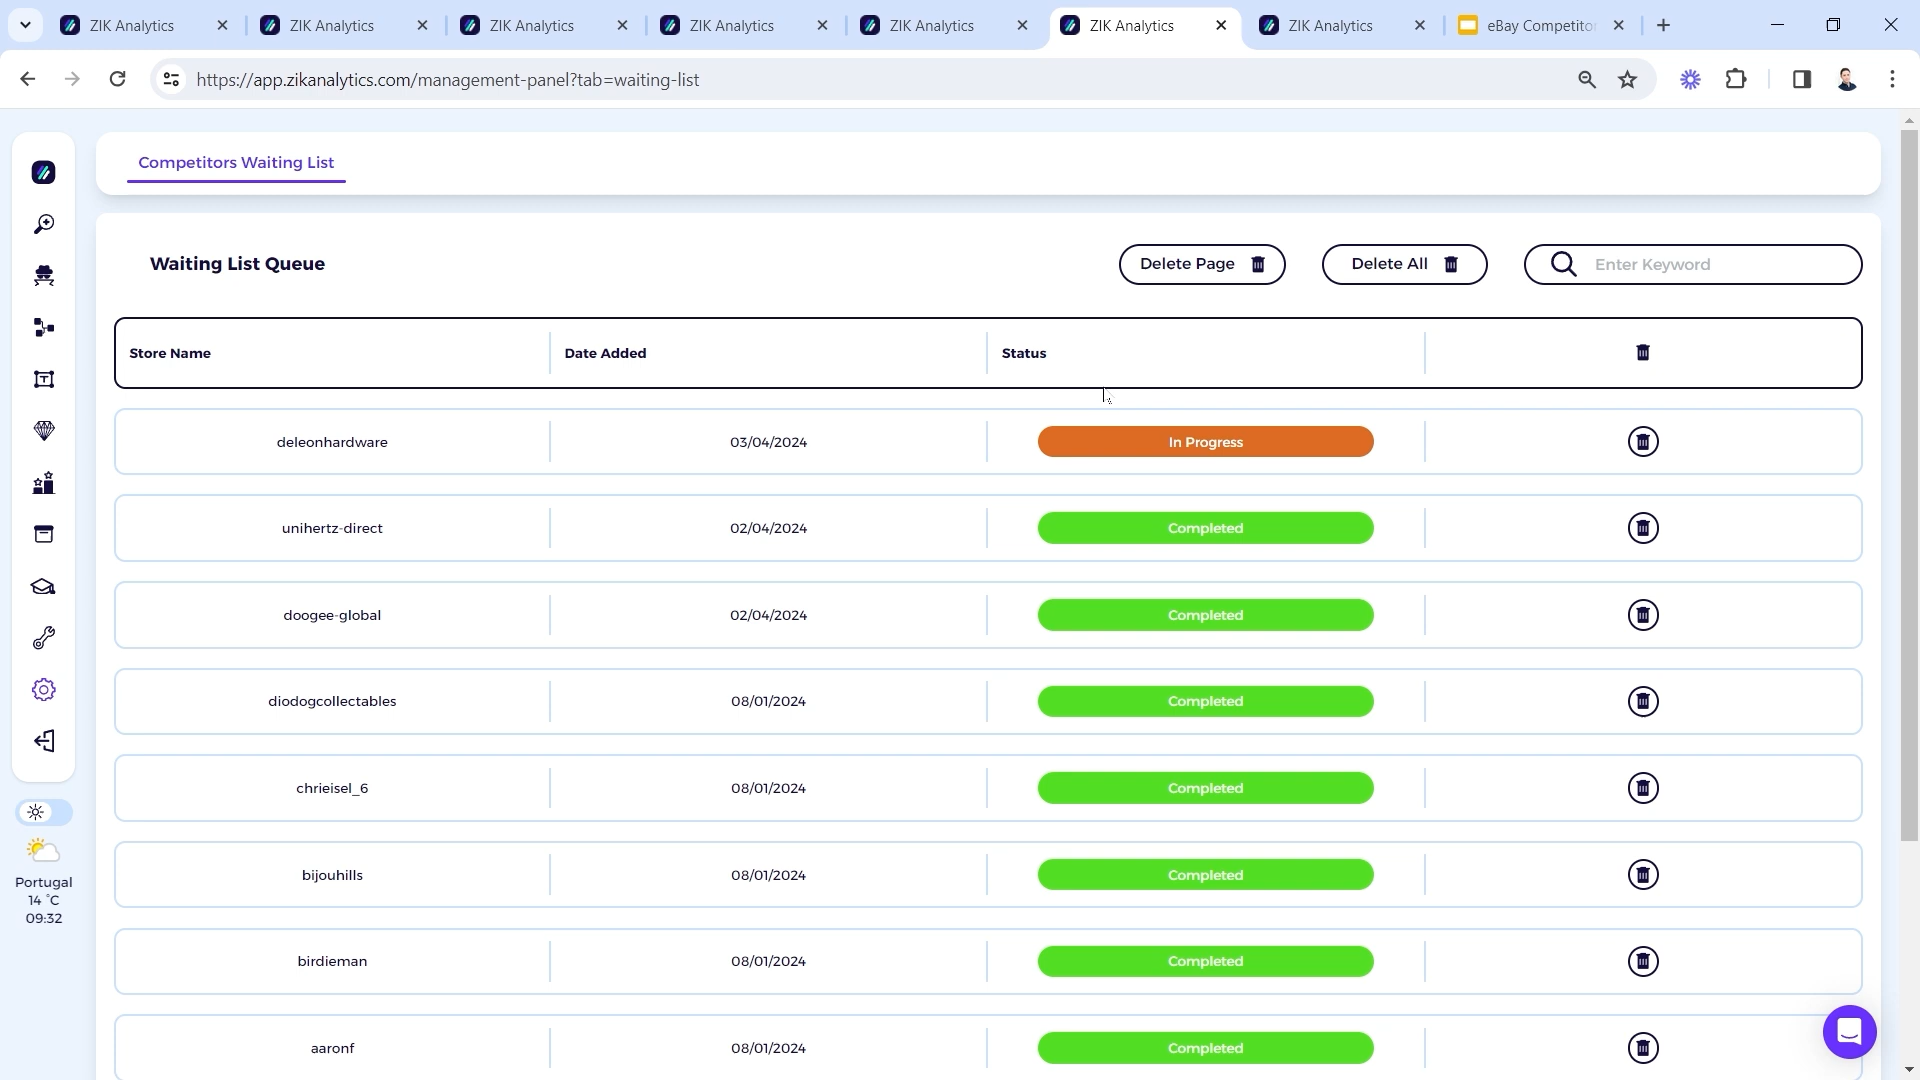 ZIK Analytics
ZIK Analytics
ZIK Analytics
ZIK Analytics
ZIK Analytics
ZIK Analytics
ZIK Analytics
eBay Competitor
https://app.zikanalytics.com/management-panel?tab=waiting-list
Competitors Waiting List
Waiting List Queue
Delete Page
Delete All
Enter Keyword
Store Name
Date Added
Status
deleonhardware
03/04/2024
In Progress
unihertz-direct
02/04/2024
Completed
doogee-global
02/04/2024
Completed
diodogcollectables
08/01/2024
Completed
chrieisel_6
08/01/2024
Completed
bijouhills
08/01/2024
Completed
birdieman
08/01/2024
Completed
aaronf
08/01/2024
Completed
Portugal
14 °C
09:32